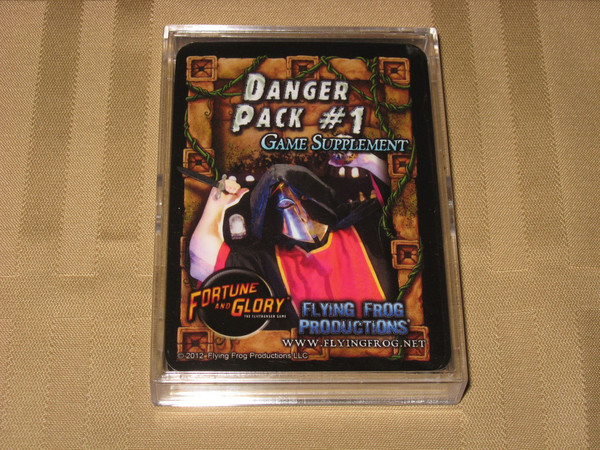 DANGER
PACK #1
GAME SUPPLEMENT
FORTUNE
AND GLORY
THE CLIFFHANGER GAME
FLYING FROG
PRODUCTIONS
WWW.FLYINGFROG.NET
© 2012 Flying Frog Productions LLC